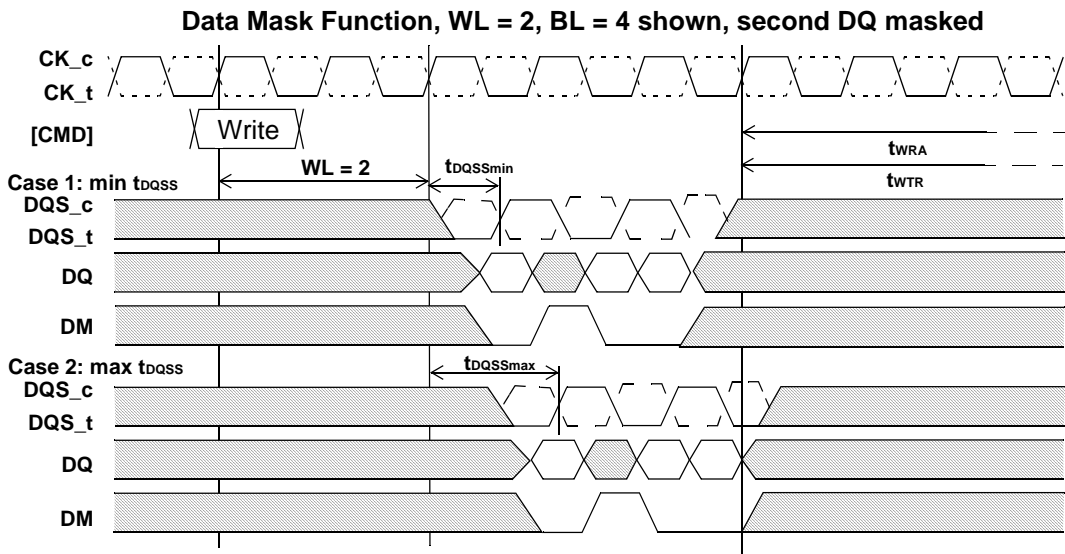 Data Mask Function, WL = 2, BL = 4 shown, second DQ masked
CK_c
CK_t
[CMD]
Write
tWRA
WL = 2
tDQSSmin
tWTR
Case 1: min tDQSS
DQS_c
DQS_t
DQ
DM
Case 2: max tDQSS
tDQSSmax
DQS_c
DQS_t
DQ
DM